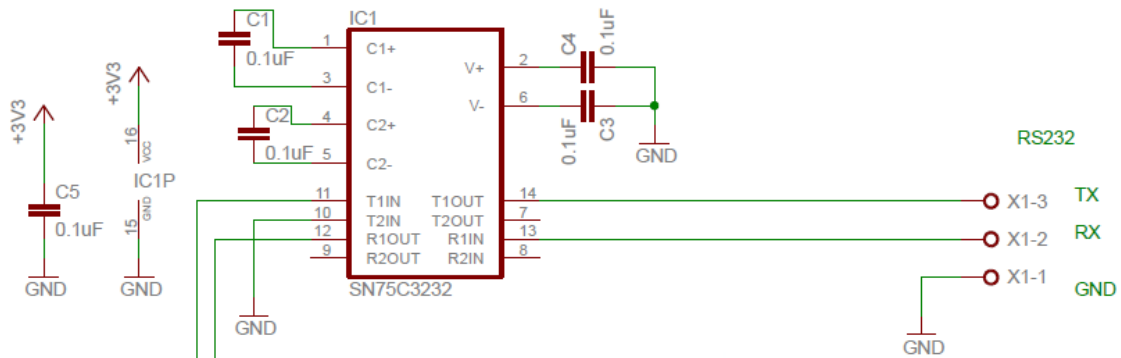 C1
0.1uF
C2
0.1uF
+3V3
C5
0.1uF
GND
+3V3
16
VCC
IC1P
GND
15
GND
IC1
1 C1+
3 C1-
4 C2+
5 C2-
11 T1IN
10 T2IN
12 R1OUT
9 R2OUT
V+ 2
V- 6
T1OUT 14
T2OUT 7
R1IN 13
R2IN 8
SN75C3232
GND
C4
0.1uF
0.1uF
C3
GND
RS232
X1-3 TX
X1-2 RX
X1-1 GND
GND